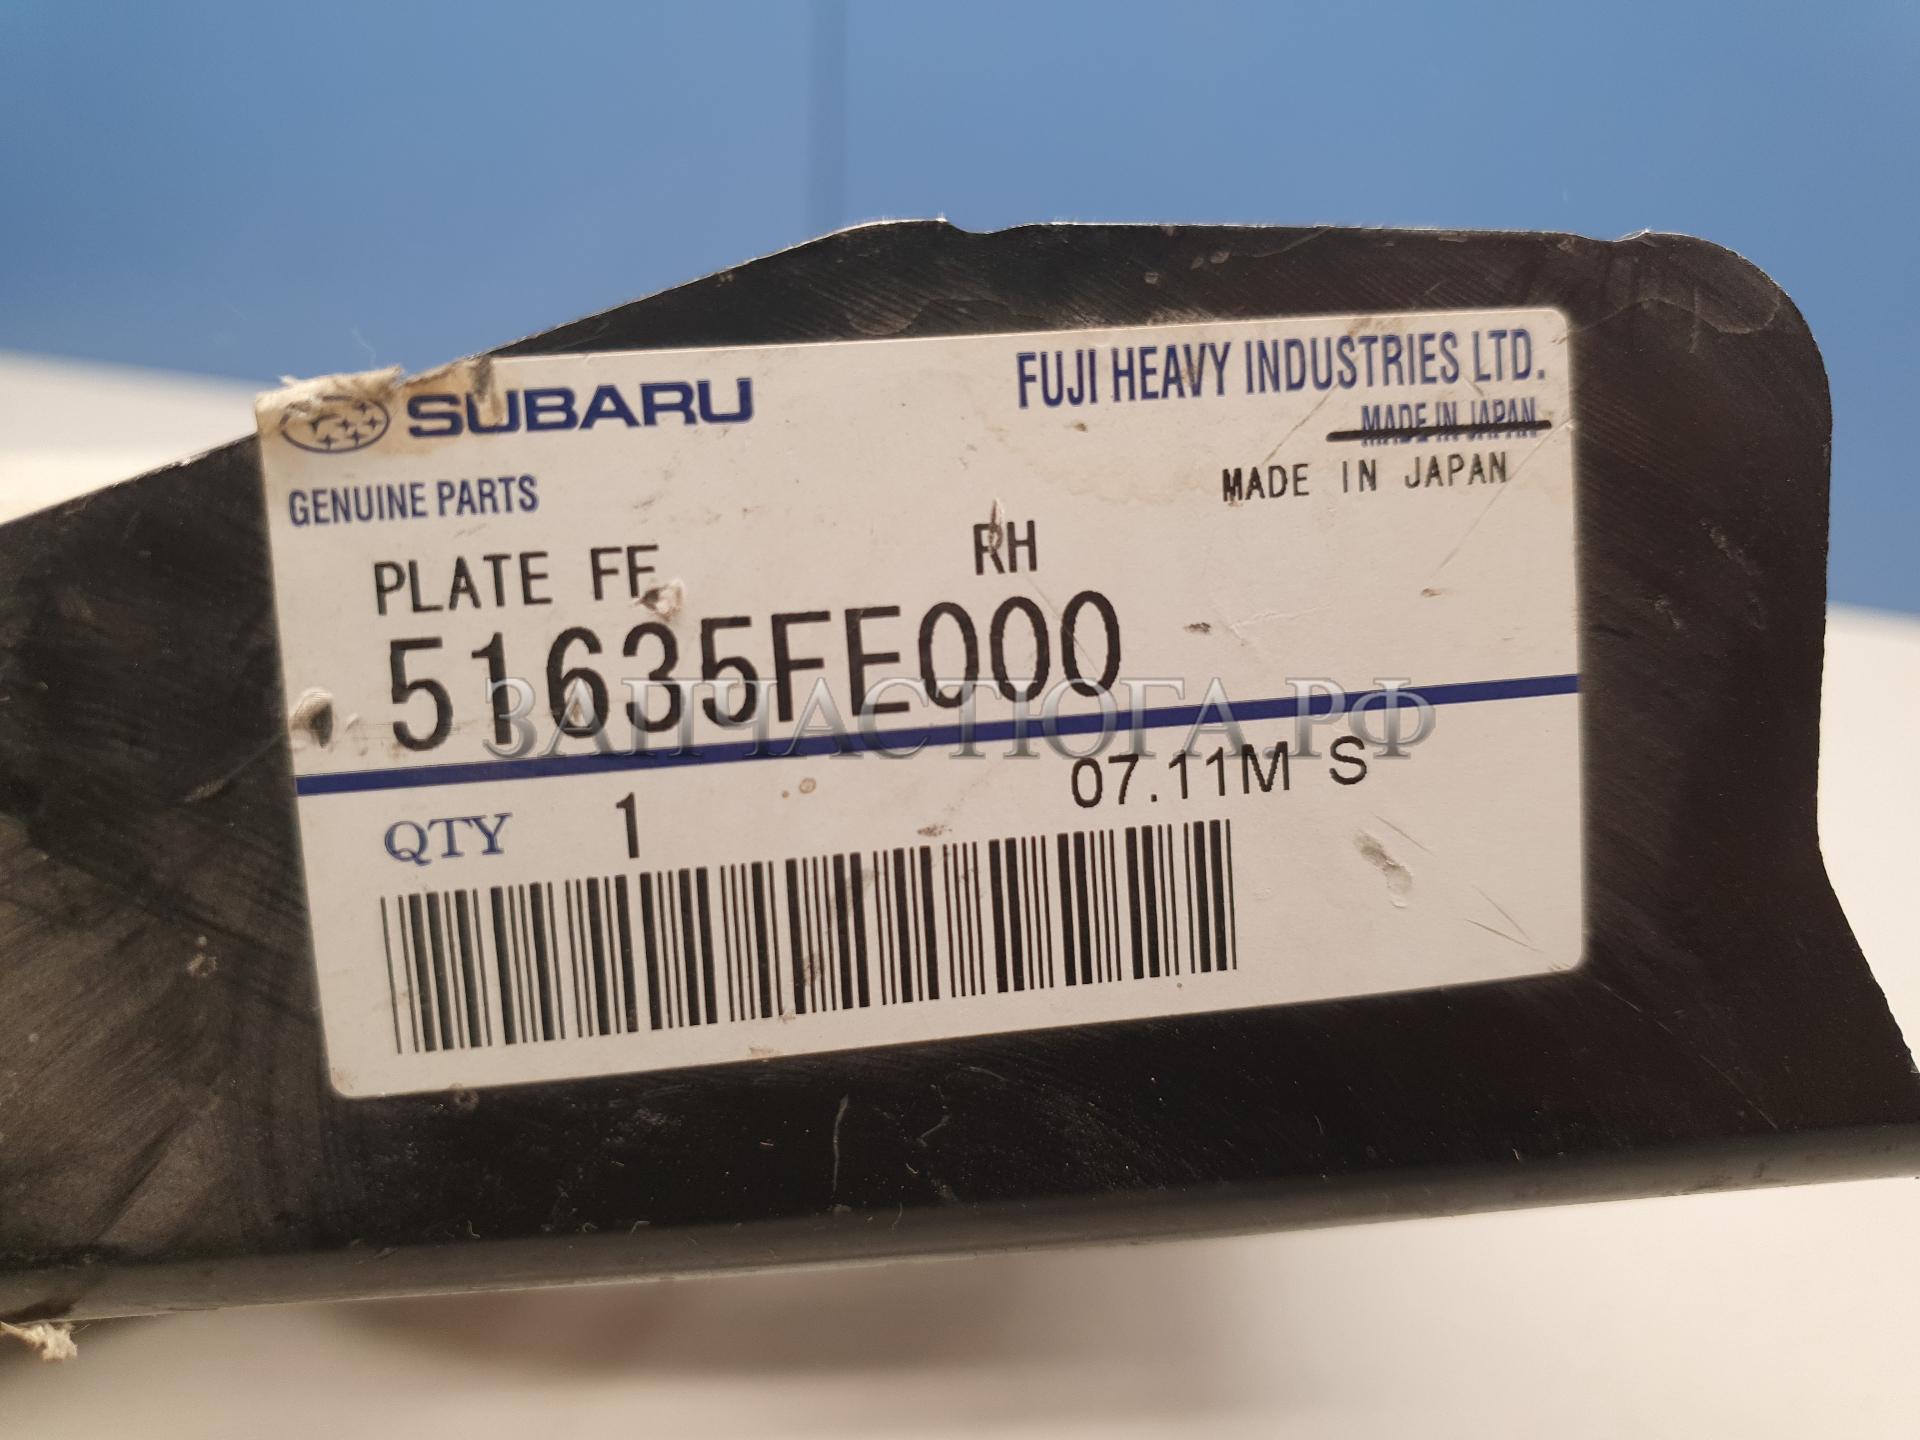 SUBARU
FUJI HEAVY INDUSTRIES LTD.
MADE IN JAPAN
GENUINE PARTS
MADE IN JAPAN
PLATE FF RH
51635FE000
ЗАПЧАСТЮГА.РФ
QTY 1 07.11M S